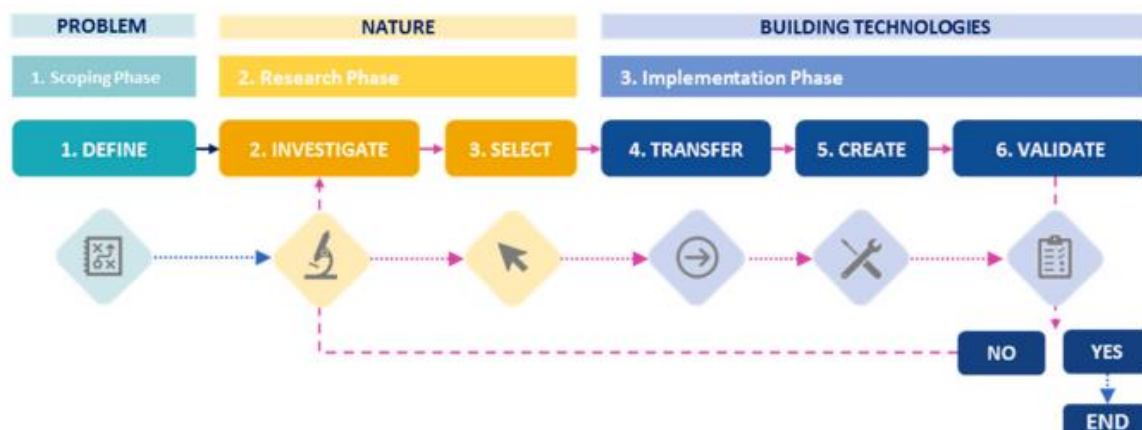 PROBLEM
NATURE
BUILDING TECHNOLOGIES
1. Scoping Phase
2. Research Phase
3. Implementation Phase
1. DEFINE
2. INVESTIGATE
3. SELECT
4. TRANSFER
5. CREATE
6. VALIDATE
NO
YES
END